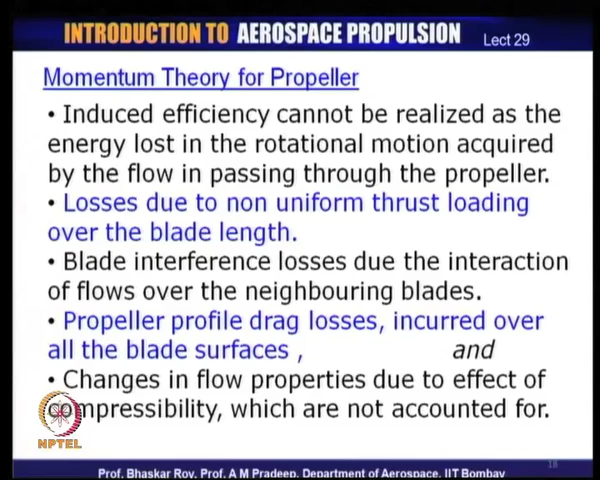 INTRODUCTION TO AEROSPACE PROPULSION Lect 29
Momentum Theory for Propeller
• Induced efficiency cannot be realized as the
energy lost in the rotational motion acquired
by the flow in passing through the propeller.
• Losses due to non uniform thrust loading
over the blade length.
• Blade interference losses due the interaction
of flows over the neighbouring blades.
• Propeller profile drag losses, incurred over
all the blade surfaces , and
• Changes in flow properties due to effect of
compressibility, which are not accounted for.
NPTEL
18
Prof. Bhaskar Roy, Prof. A M Pradeep, Department of Aerospace, IIT Bombay